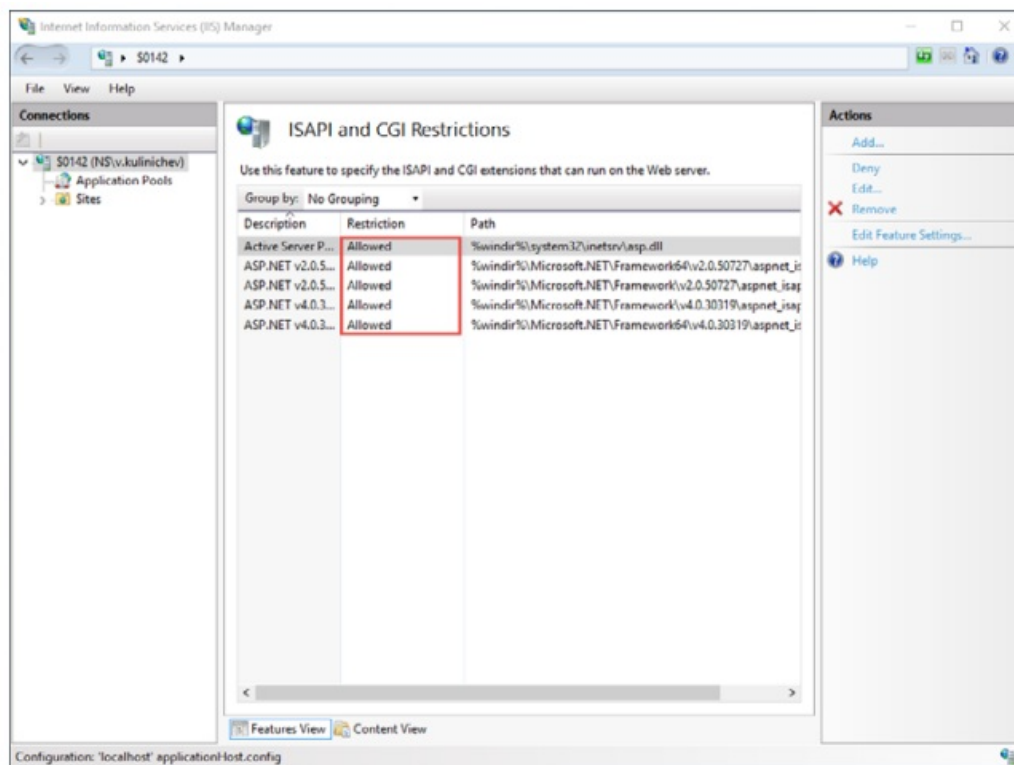 Internet Information Services (IIS) Manager
S0142
File View Help
Connections
S0142 (NS\v.kulinichev)
Application Pools
Sites
ISAPI and CGI Restrictions
Use this feature to specify the ISAPI and CGI extensions that can run on the Web server.
Group by: No Grouping
Description Restriction Path
Active Server P... Allowed %windir%\system32\inetsrv\asp.dll
ASP.NET v2.0.5... Allowed %windir%\Microsoft.NET\Framework64\v2.0.50727\aspnet_is
ASP.NET v2.0.5... Allowed %windir%\Microsoft.NET\Framework\v2.0.50727\aspnet_isap
ASP.NET v4.0.3... Allowed %windir%\Microsoft.NET\Framework\v4.0.30319\aspnet_isap
ASP.NET v4.0.3... Allowed %windir%\Microsoft.NET\Framework64\v4.0.30319\aspnet_is
Features View Content View
Actions
Add...
Deny
Edit...
Remove
Edit Feature Settings...
Help
Configuration: 'localhost' applicationHost.config